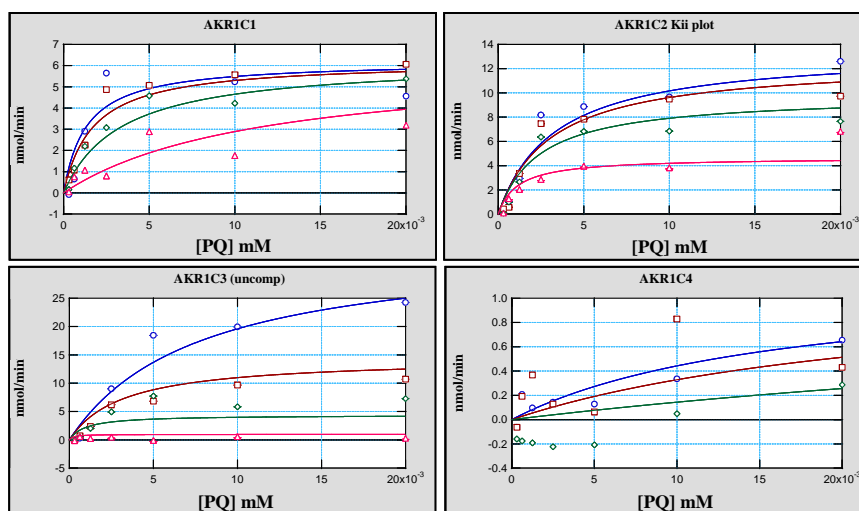 AKR1C1
7
6
5
4
3
2
1
0
-1
nmol/min
0 5 10 15 20x10-3
[PQ] mM
AKR1C2 Kii plot
14
12
10
8
6
4
2
0
nmol/min
0 5 10 15 20x10-3
[PQ] mM
AKR1C3 (uncomp)
25
20
15
10
5
0
-5
nmol/min
0 5 10 15 20x10-3
[PQ] mM
AKR1C4
1.0
0.8
0.6
0.4
0.2
0.0
-0.2
-0.4
nmol/min
0 5 10 15 20x10-3
[PQ] mM